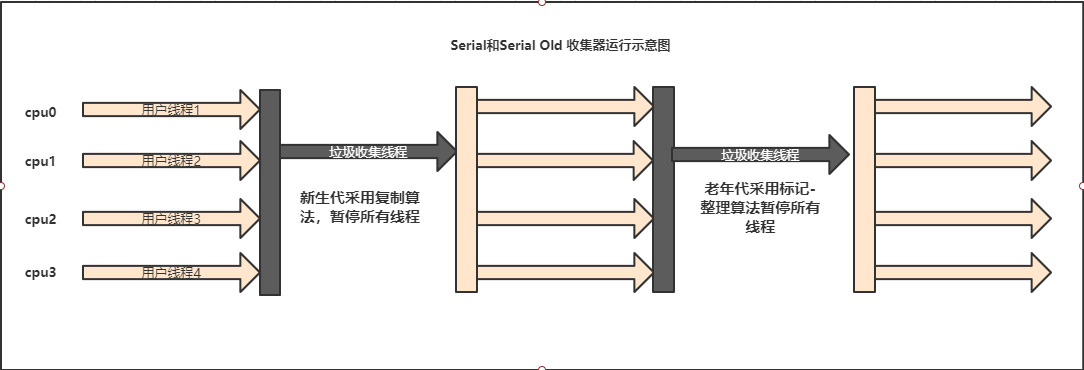 Serial和Serial Old 收集器运行示意图
cpu0
用户线程1
cpu1
用户线程2
cpu2
用户线程3
cpu3
用户线程4
垃圾收集线程
新生代采用复制算
法，暂停所有线程
垃圾收集线程
老年代采用标记-
整理算法暂停所有
线程